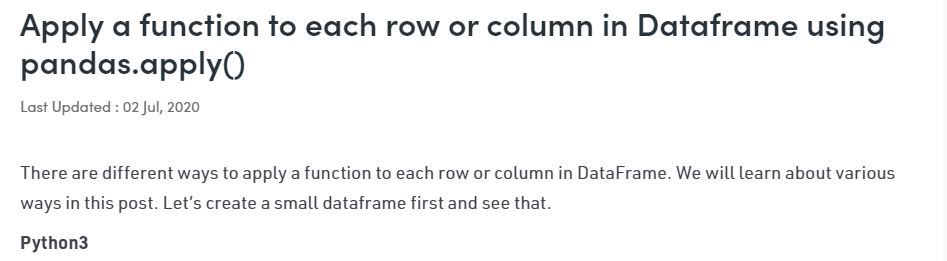 Apply a function to each row or column in Dataframe using
pandas.apply()
Last Updated : 02 Jul, 2020
There are different ways to apply a function to each row or column in DataFrame. We will learn about various
ways in this post. Let’s create a small dataframe first and see that.
Python3